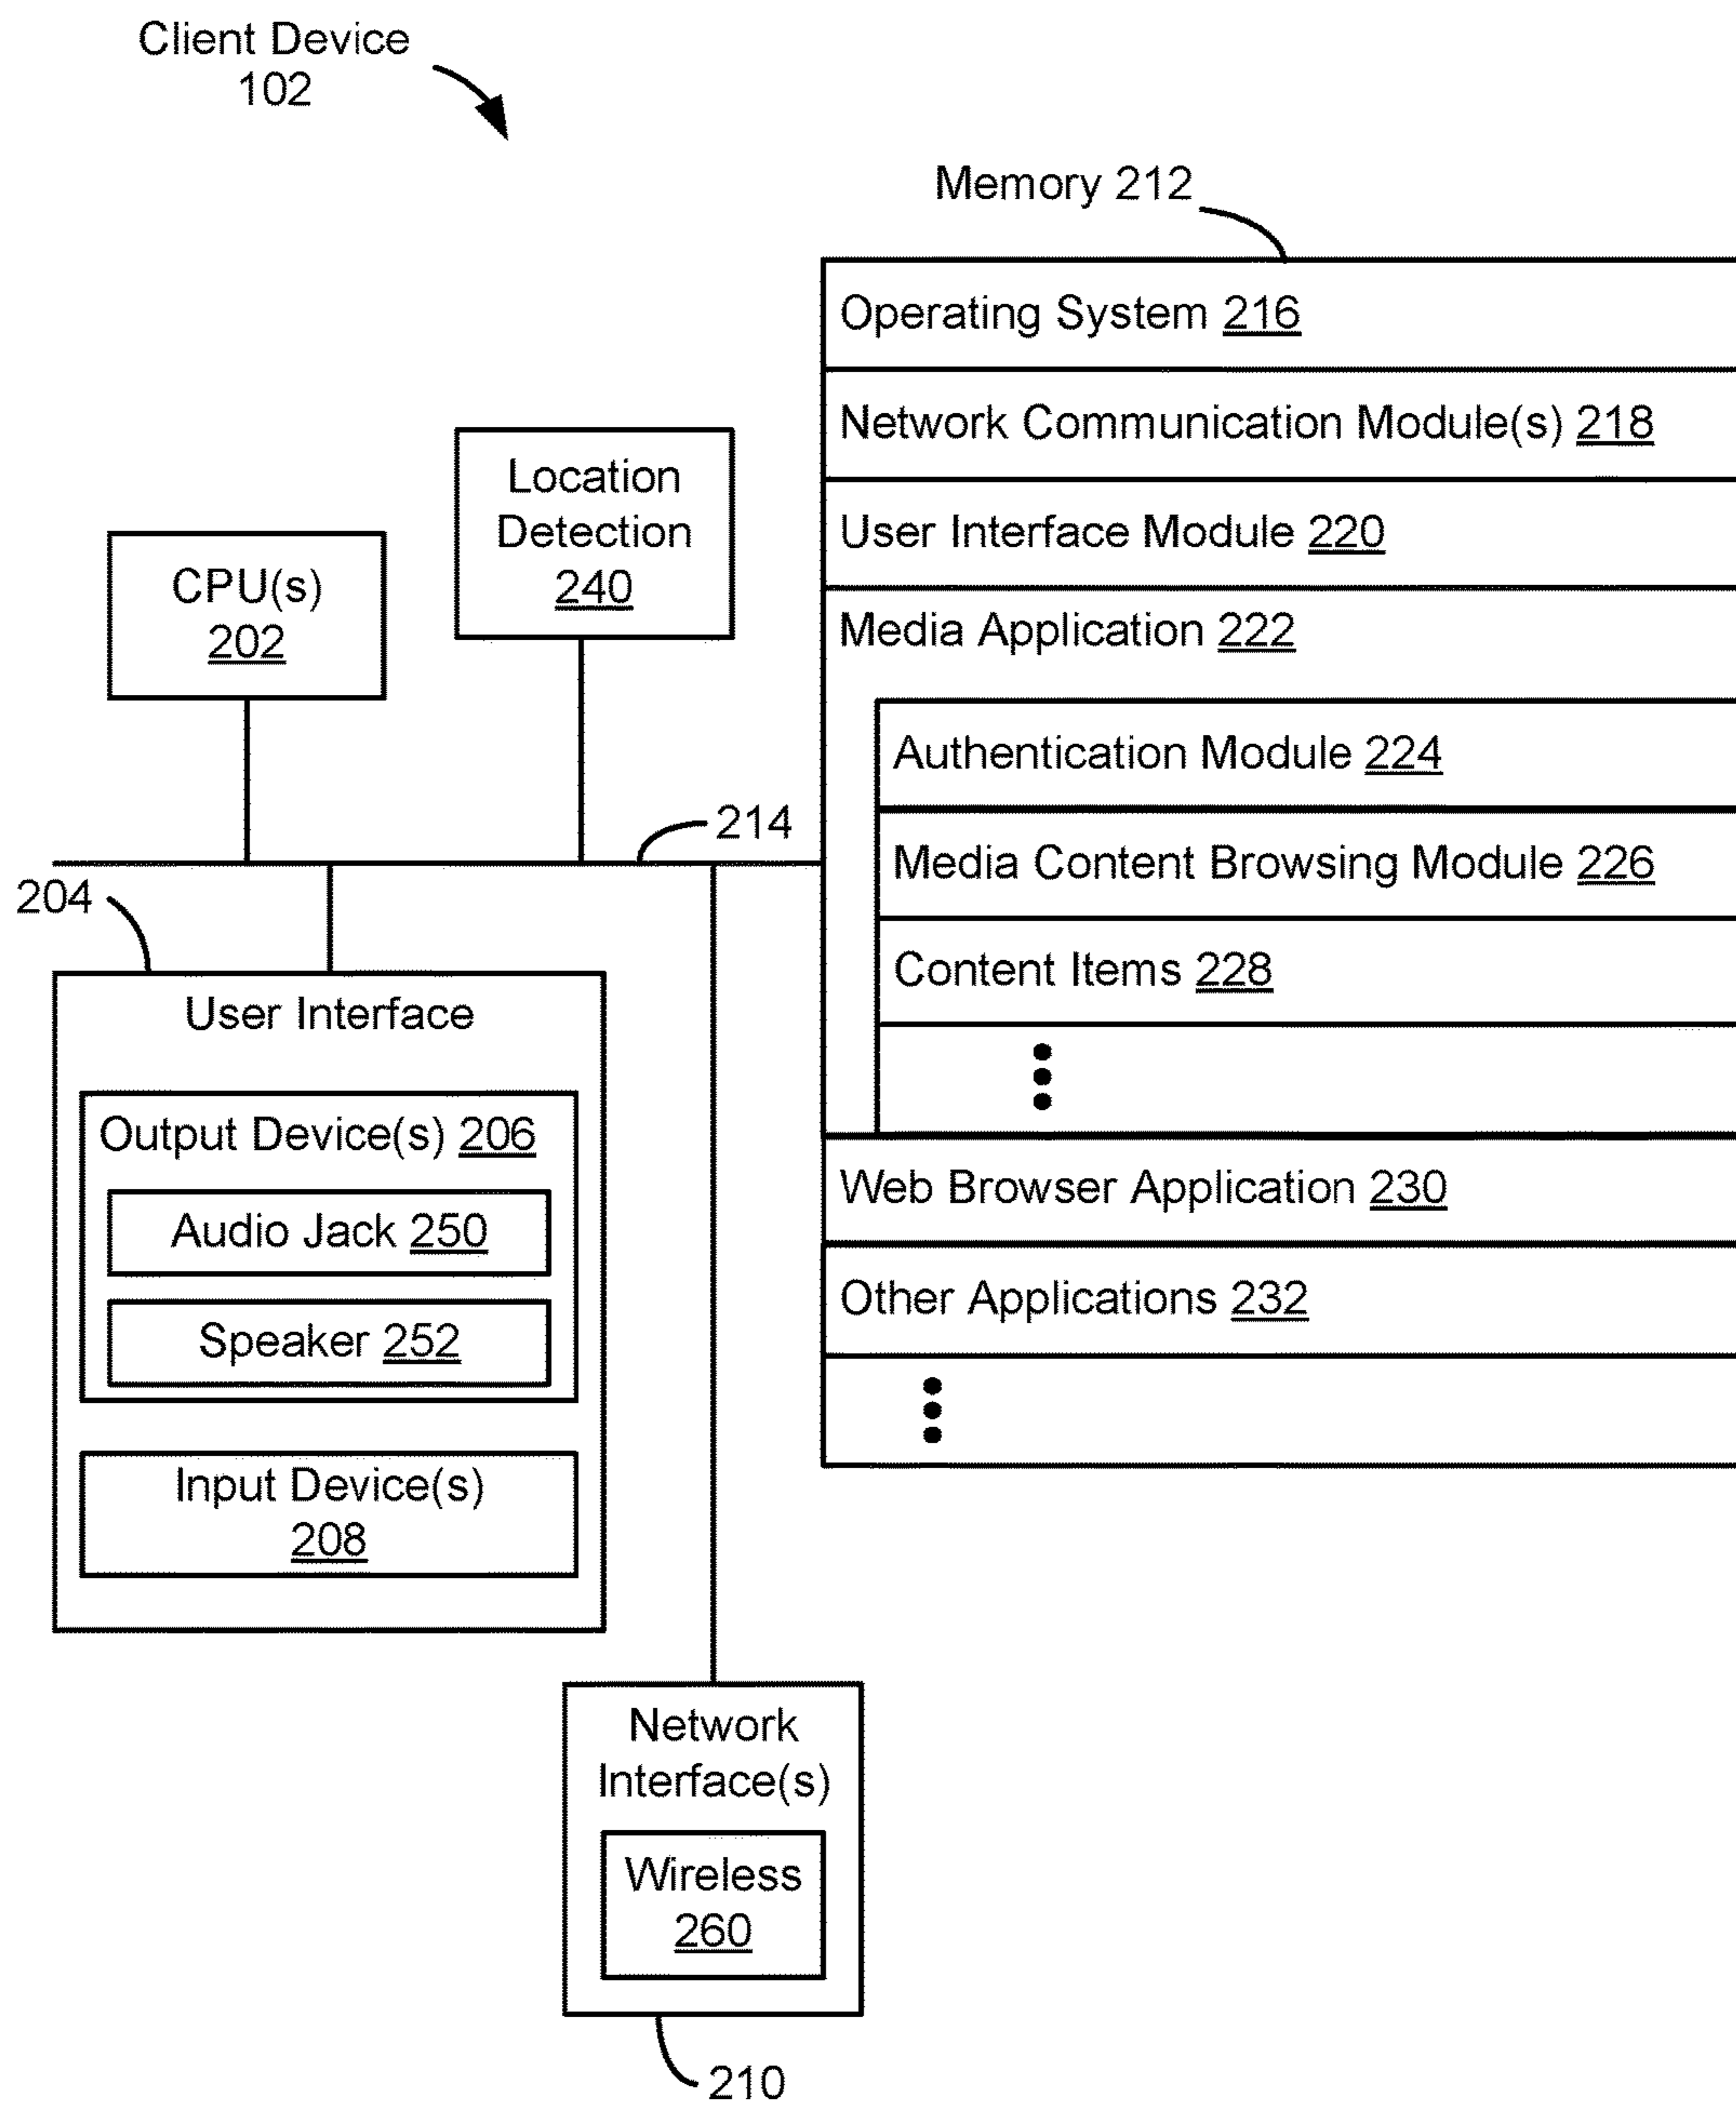 Client Device
102
Memory 212
Operating System 216
Network Communication Module(s) 218
User Interface Module 220
Media Application 222
Authentication Module 224
Media Content Browsing Module 226
Content Items 228
Web Browser Application 230
Other Applications 232
Location
Detection
240
CPU(s)
202
214
204
User Interface
Output Device(s) 206
Audio Jack 250
Speaker 252
Input Device(s)
208
Network
Interface(s)
Wireless
260
210